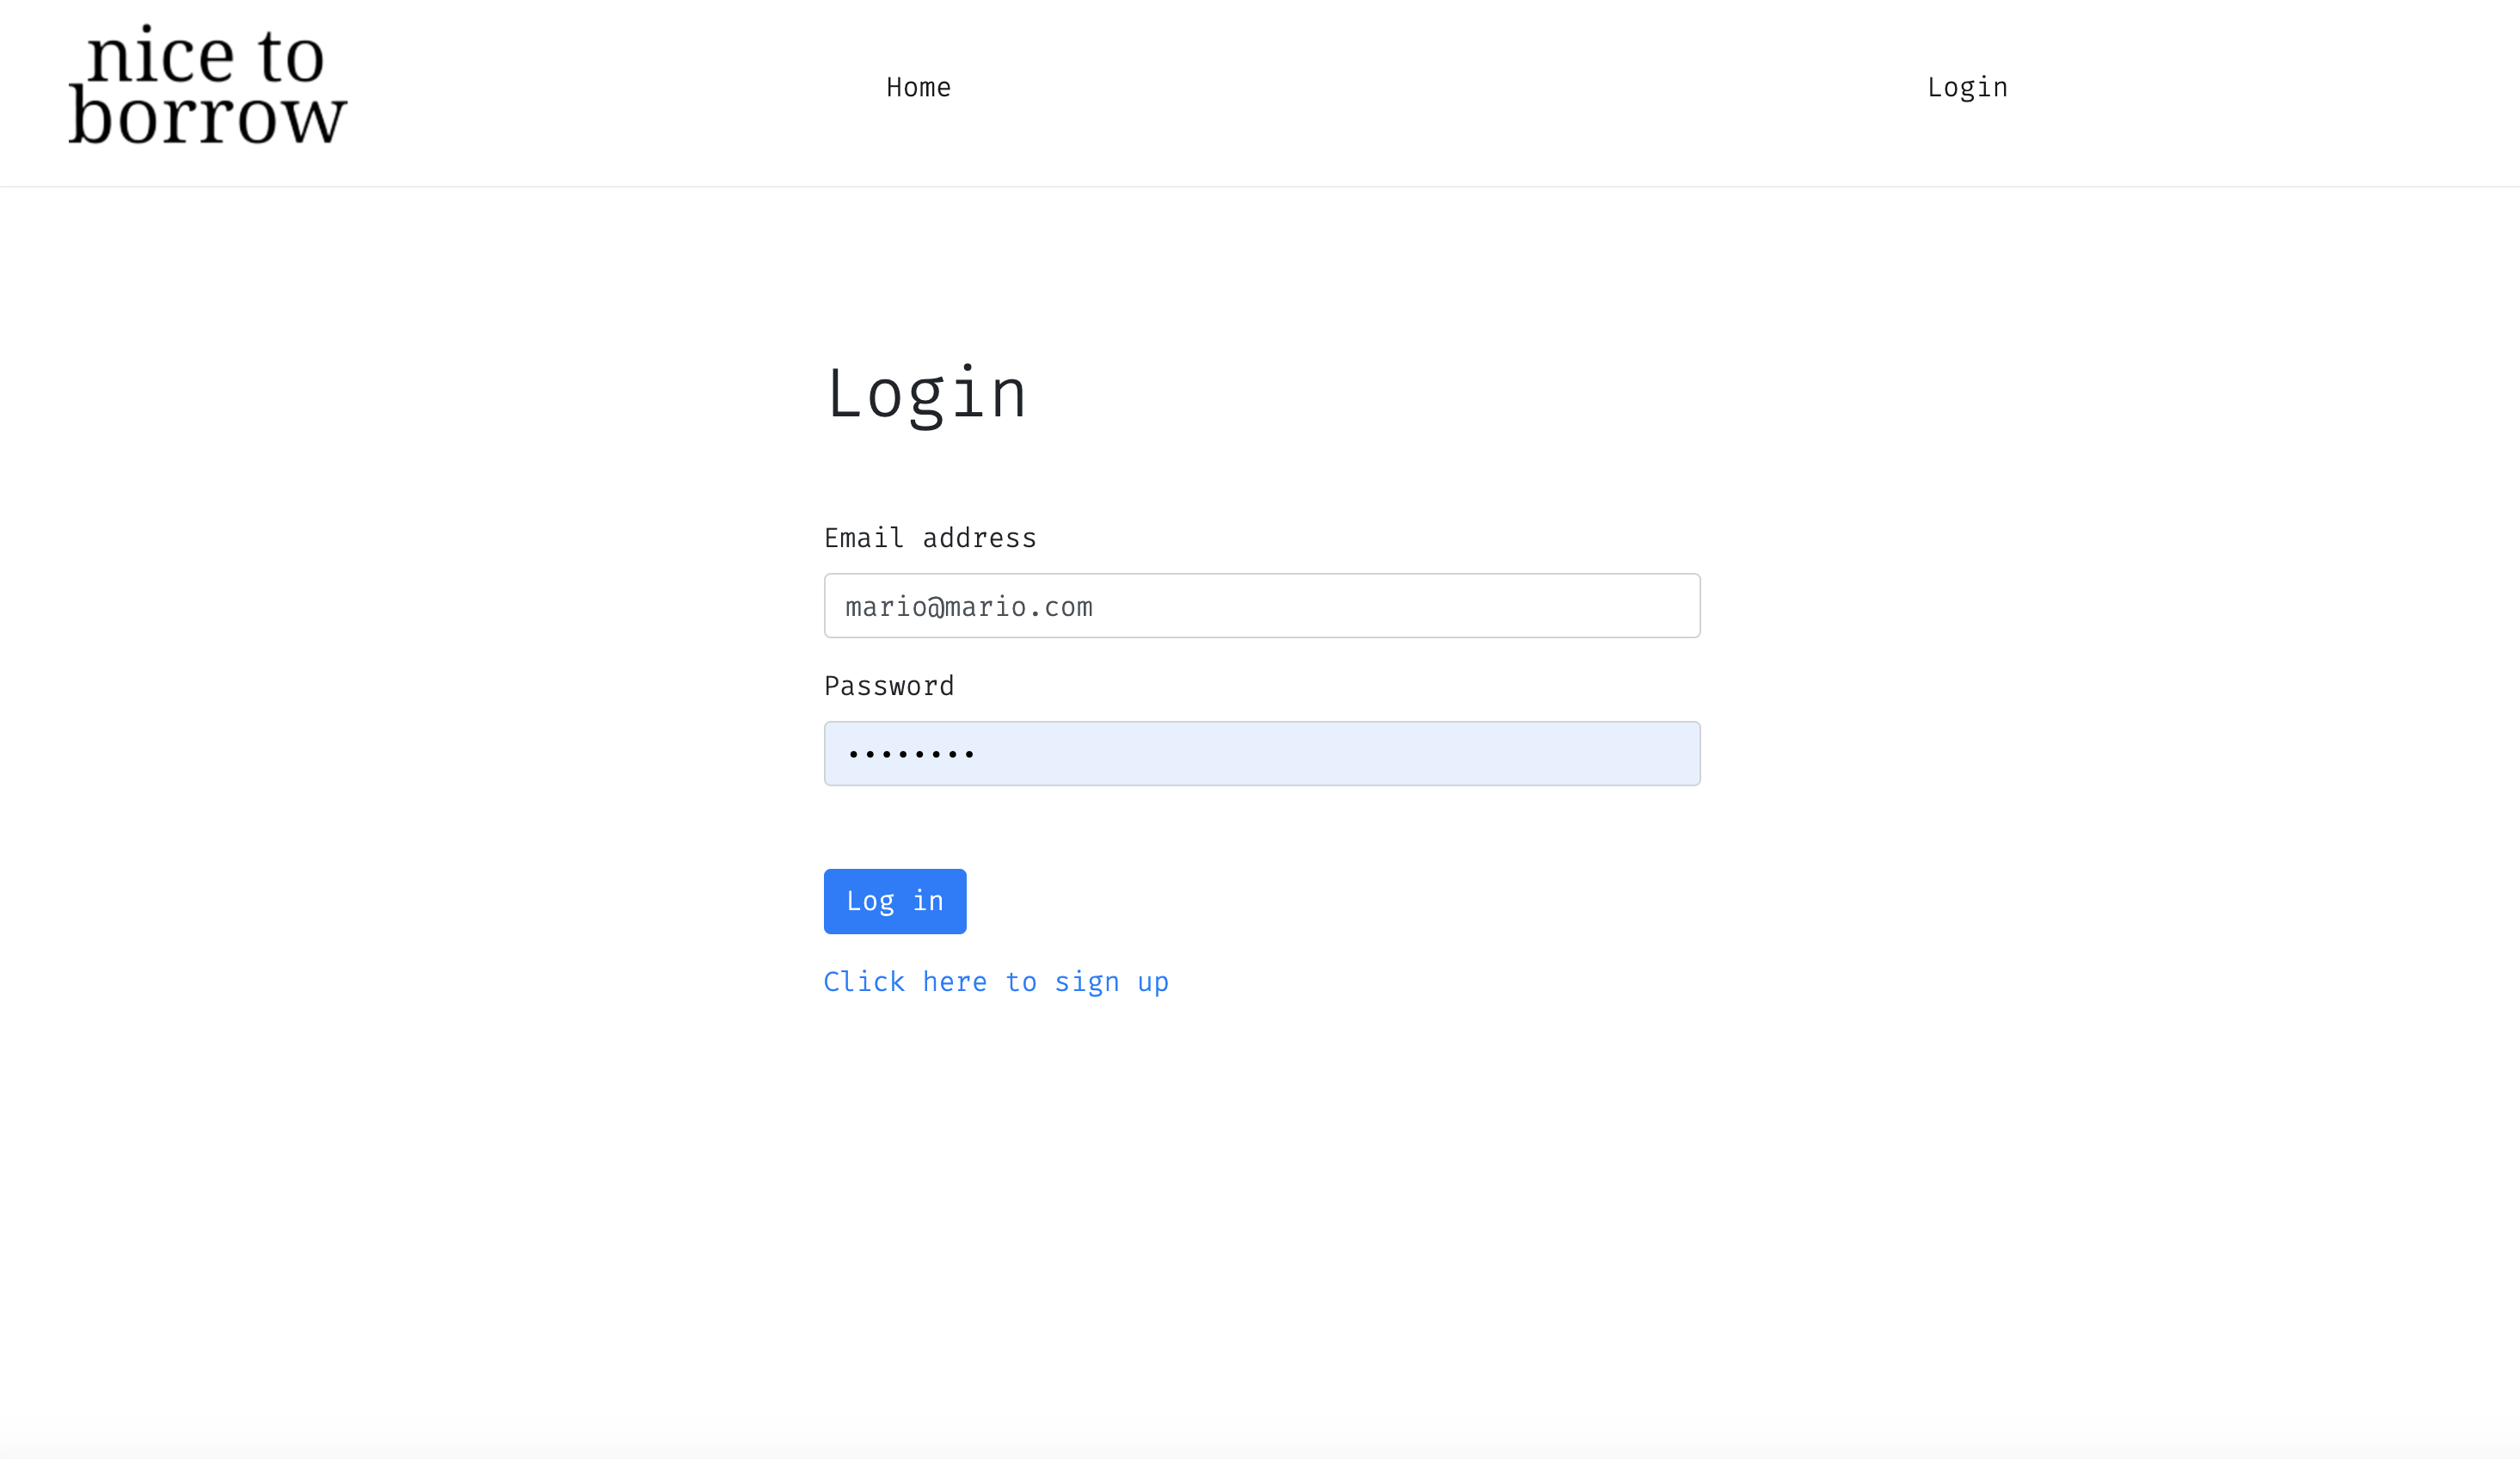 nice to
borrow
Home
Login
Login
Email address
mario@mario.com
Password
••••••••
Log in
Click here to sign up